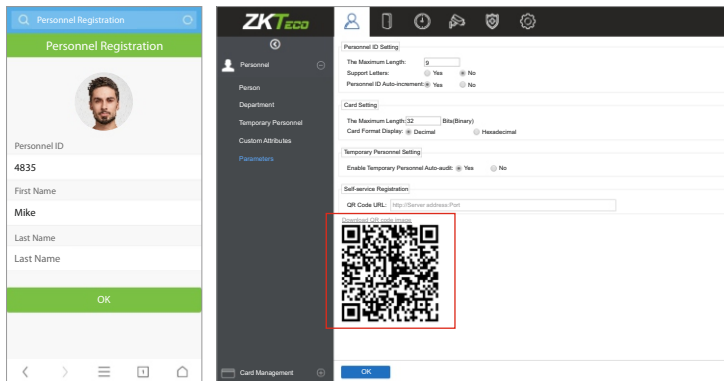 Personnel Registration
Personnel Registration
Personnel ID
4835
First Name
Mike
Last Name
Last Name
OK
1
ZKTECO
Personnel
Person
Department
Temporary Personnel
Custom Attributes
Parameters
Card Management
Personnel ID Setting
The Maximum Length: 9
Support Letters: Yes No
Personnel ID Auto-increment: Yes No
Card Setting
The Maximum Length:32 Bits(Binary)
Card Format Display: Decimal Hexadecimal
Temporary Personnel Setting
Enable Temporary Personnel Auto-audit: Yes No
Self-service Registration
QR Code URL: http://Server address:Port
Download QR code image
OK